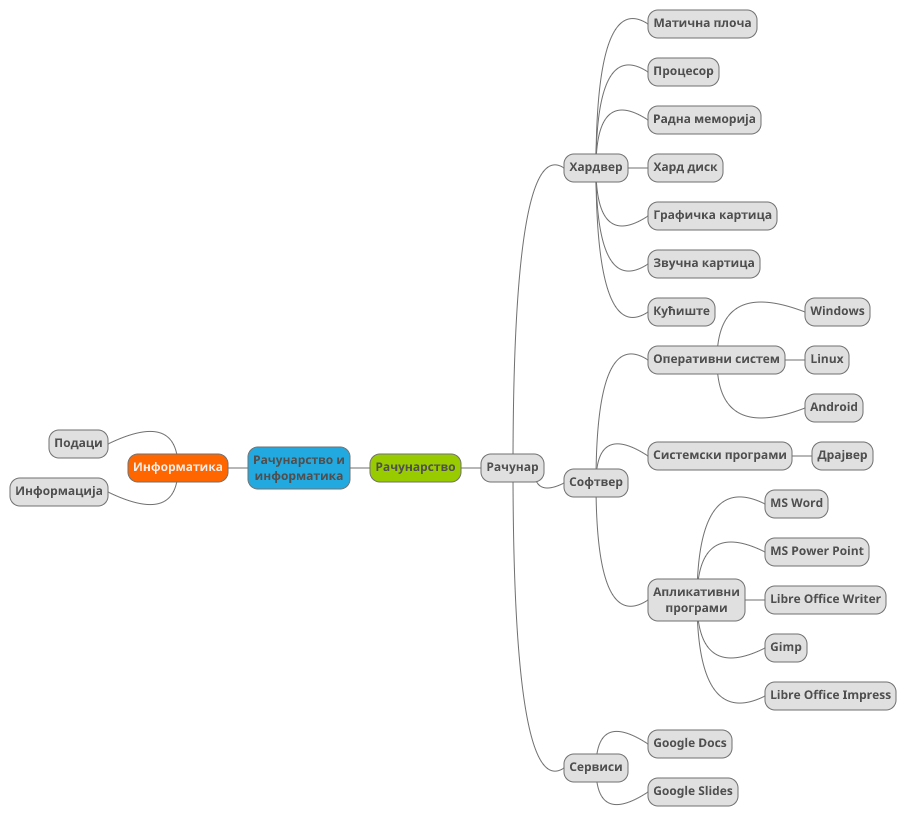 Рачунарство и
информатика
Информатика
Подаци
Информација
Рачунарство
Рачунар
Хардвер
Матична плоча
Процесор
Радна меморија
Хард диск
Графичка картица
Звучна картица
Кућиште
Софтвер
Оперативни систем
Windows
Linux
Android
Системски програми
Драјвер
Апликативни
програми
MS Word
MS Power Point
Libre Office Writer
Gimp
Libre Office Impress
Сервиси
Google Docs
Google Slides